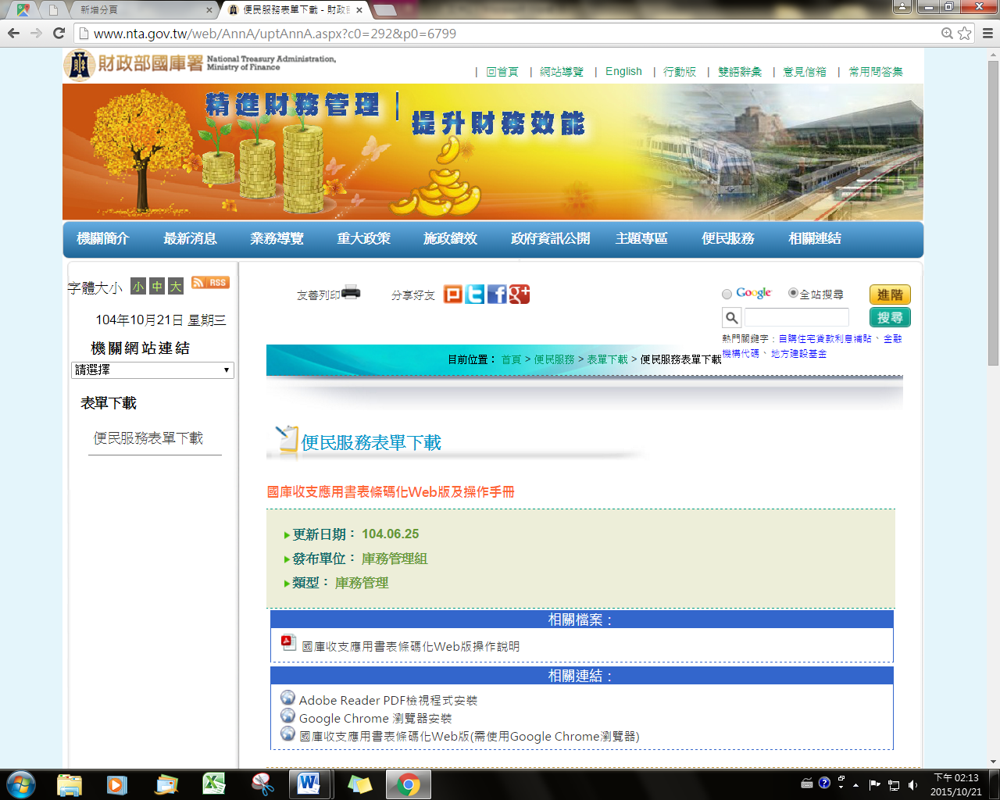 新增分頁
便民服務表單下載 - 財政部
www.nta.gov.tw/web/AnnA/uptAnnA.aspx?c0=292&p0=6799
財政部國庫署 National Treasury Administration, Ministry of Finance
| 回首頁 | 網站導覽 | English | 行動版 | 雙語辭彙 | 意見信箱 | 常用問答集
精進財務管理
提升財務效能
機關簡介 最新消息 業務導覽 重大政策 施政績效 政府資訊公開 主題專區 便民服務 相關連結
字體大小 小 中 大 RSS
104年10月21日 星期三
機關網站連結
請選擇
表單下載
便民服務表單下載
友善列印 分享好友
Google 全站搜尋 進階
搜尋
熱門關鍵字：自購住宅貸款利息補貼、金融
機構代碼、地方建設基金
目前位置： 首頁 > 便民服務 > 表單下載 > 便民服務表單下載
便民服務表單下載
國庫收支應用書表條碼化Web版及操作手冊
更新日期： 104.06.25
發布單位： 庫務管理組
類型： 庫務管理
相關檔案：
國庫收支應用書表條碼化Web版操作說明
相關連結：
Adobe Reader PDF檢視程式安裝
Google Chrome 瀏覽器安裝
國庫收支應用書表條碼化Web版(需使用Google Chrome瀏覽器)
下午 02:13
2015/10/21